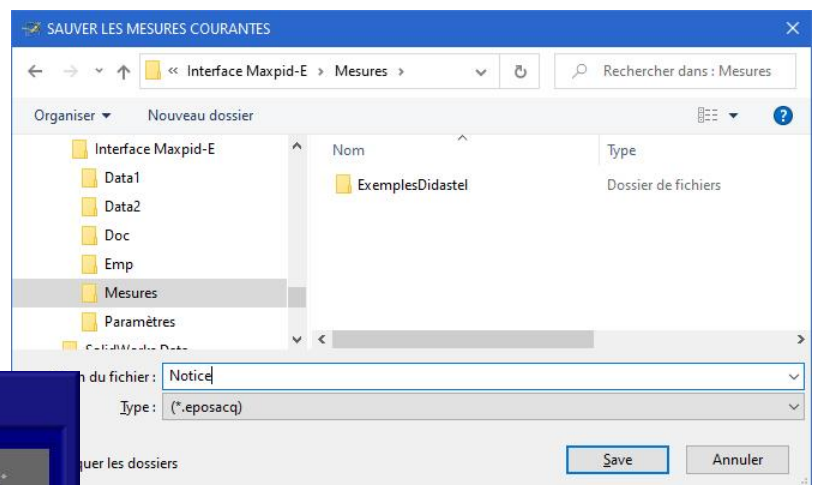 SAUVER LES MESURES COURANTES
« Interface Maxpid-E › Mesures ›
Rechercher dans : Mesures
Organiser
Nouveau dossier
Interface Maxpid-E
Data1
Data2
Doc
Emp
Mesures
Paramètres
Nom
Type
ExemplesDidastel
Dossier de fichiers
du fichier :
Notice
Type :
(*.eposacq)
les dossiers
Save
Annuler